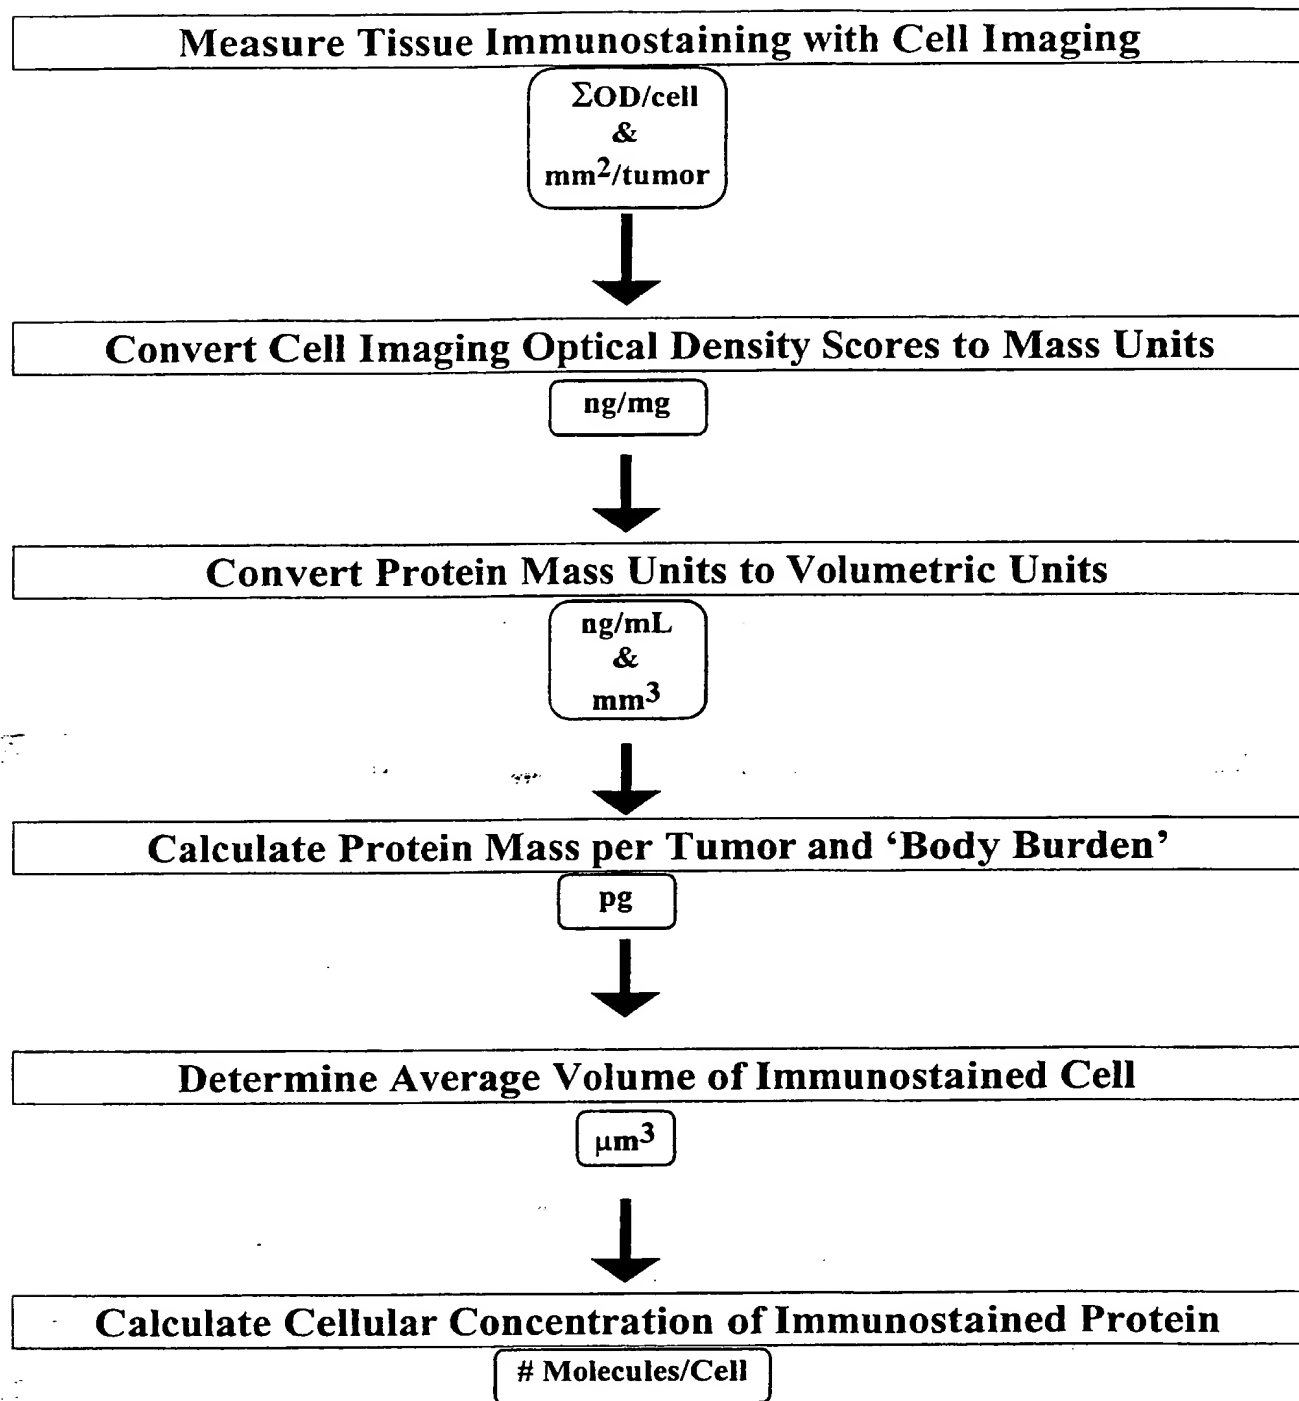 Measure Tissue Immunostaining with Cell Imaging
ΣOD/cell
&
mm²/tumor
Convert Cell Imaging Optical Density Scores to Mass Units
ng/mg
Convert Protein Mass Units to Volumetric Units
ng/mL
&
mm³
Calculate Protein Mass per Tumor and ‘Body Burden’
pg
Determine Average Volume of Immunostained Cell
μm³
Calculate Cellular Concentration of Immunostained Protein
# Molecules/Cell